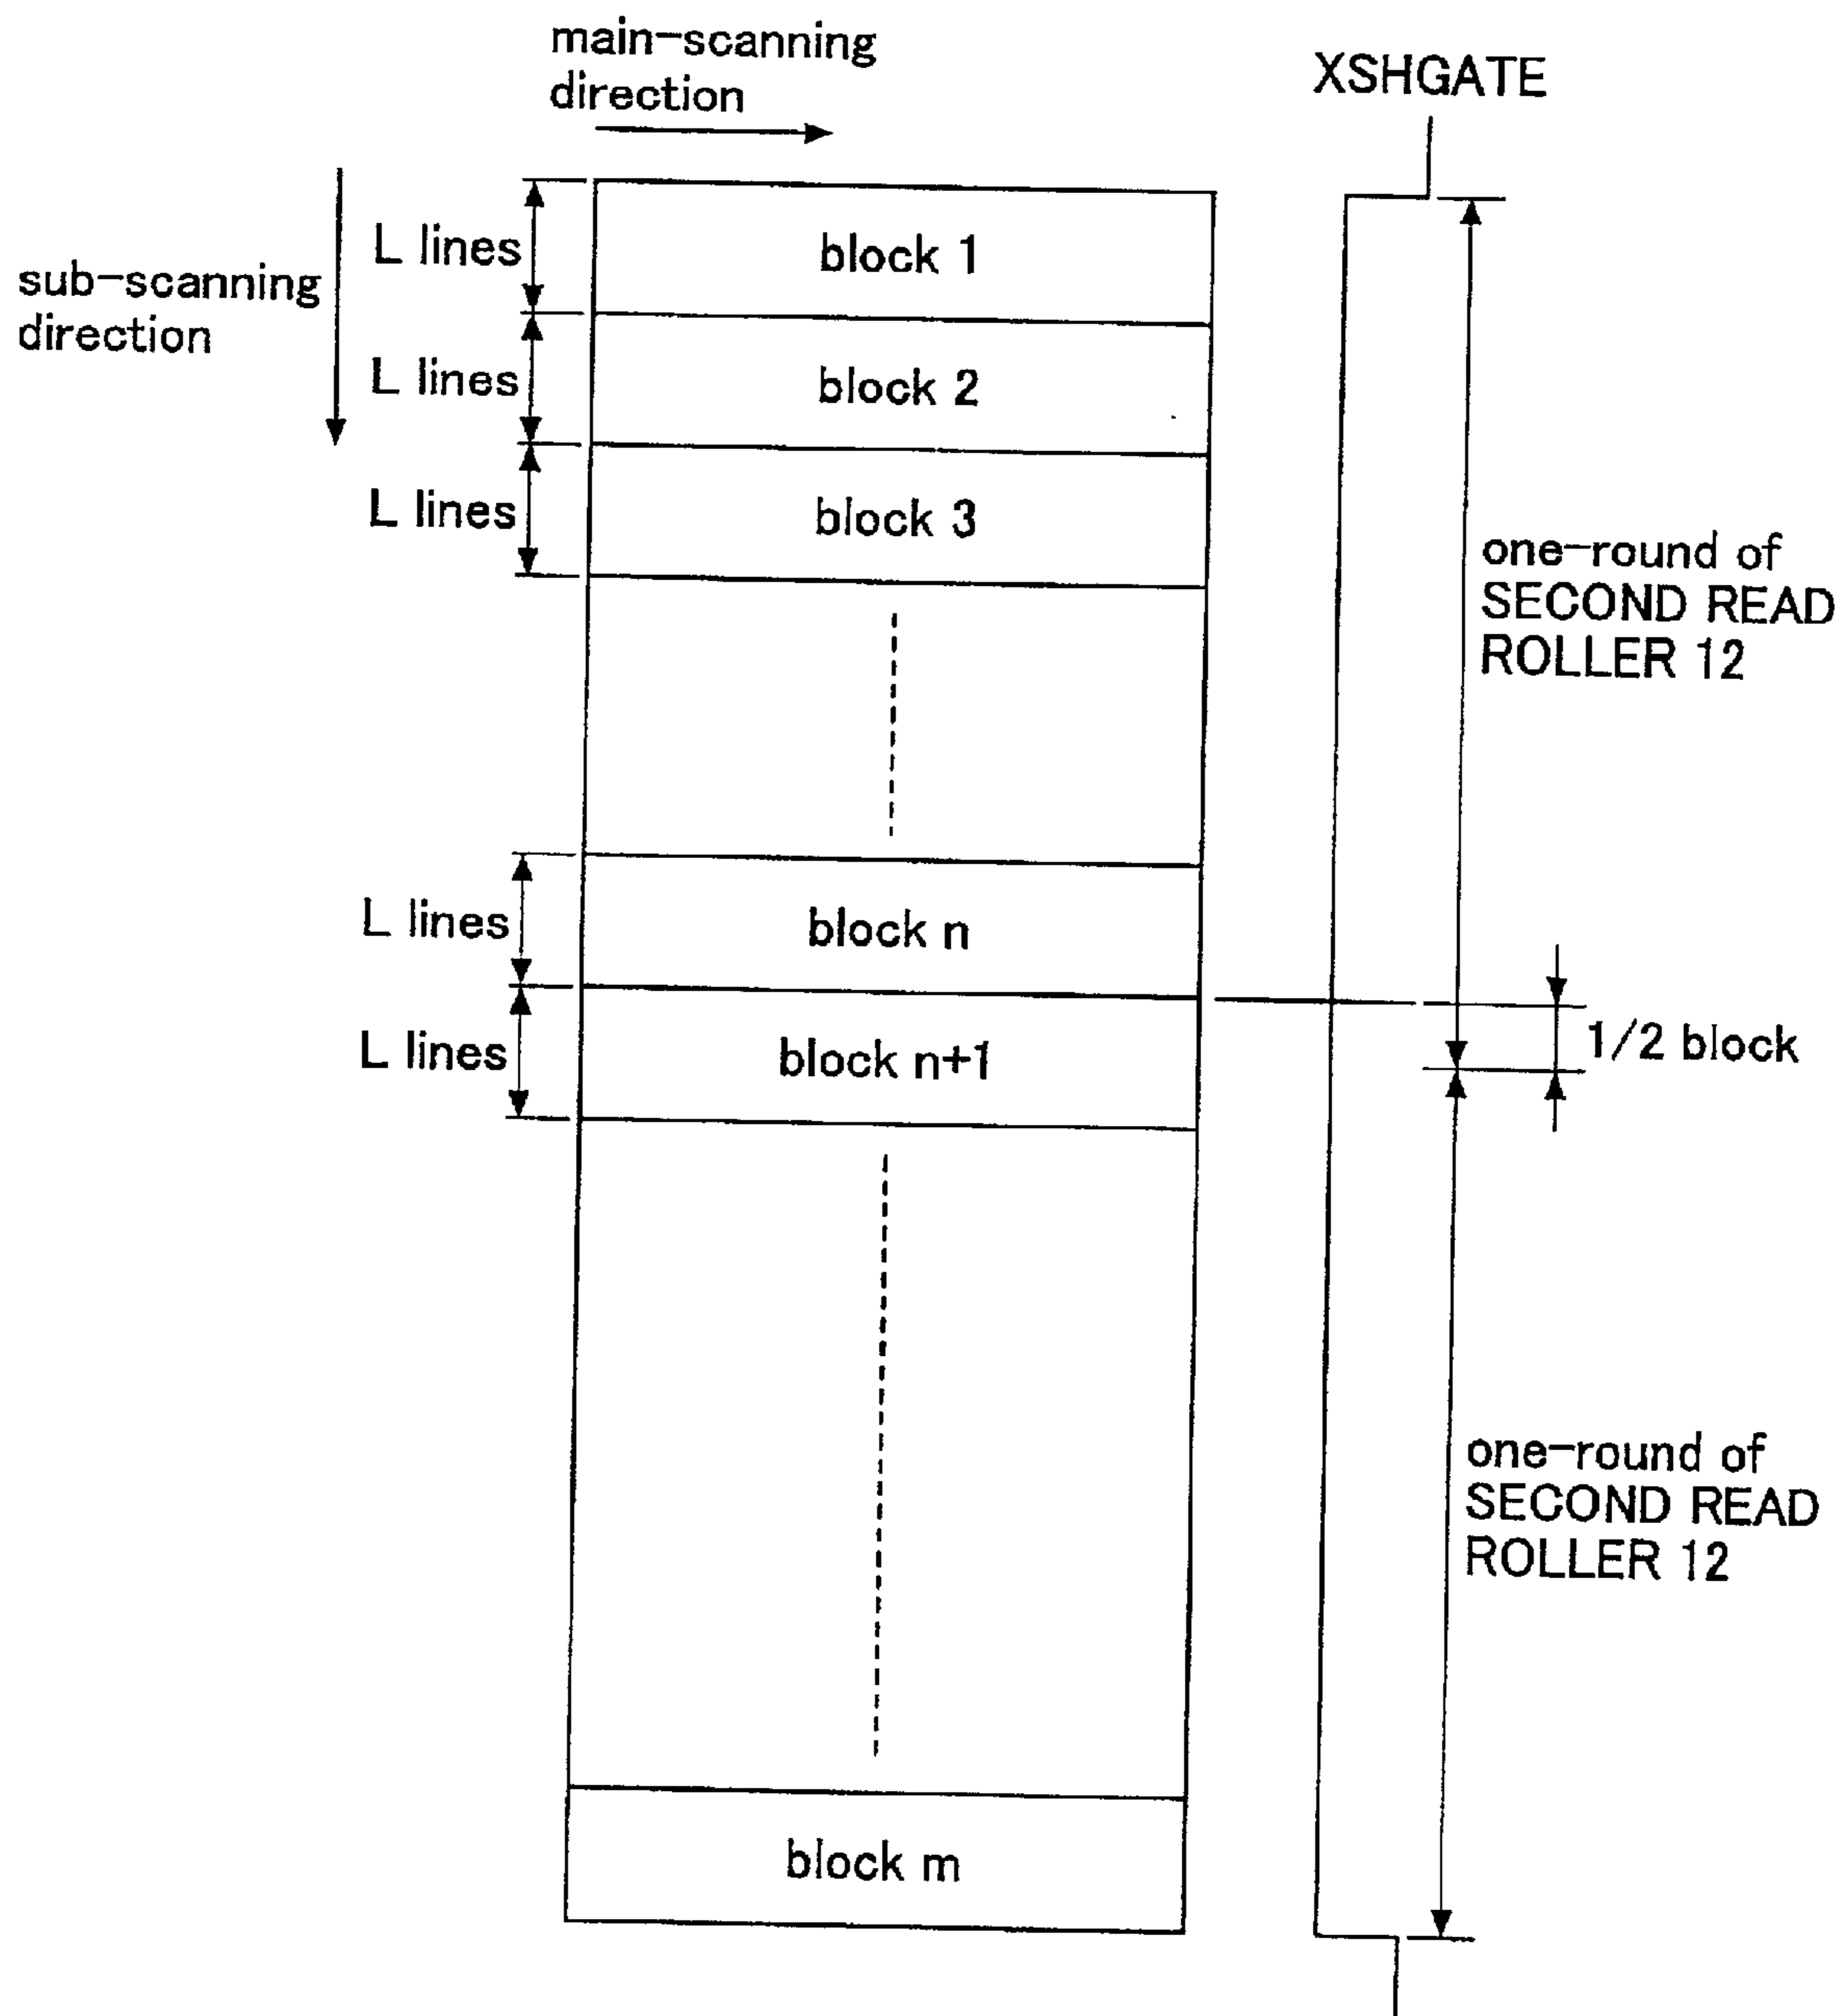 main-scanning
direction
XSHGATE
sub-scanning
direction
L lines
block 1
L lines
block 2
L lines
block 3
one-round of
SECOND READ
ROLLER 12
L lines
block n
L lines
block n+1
1/2 block
one-round of
SECOND READ
ROLLER 12
block m